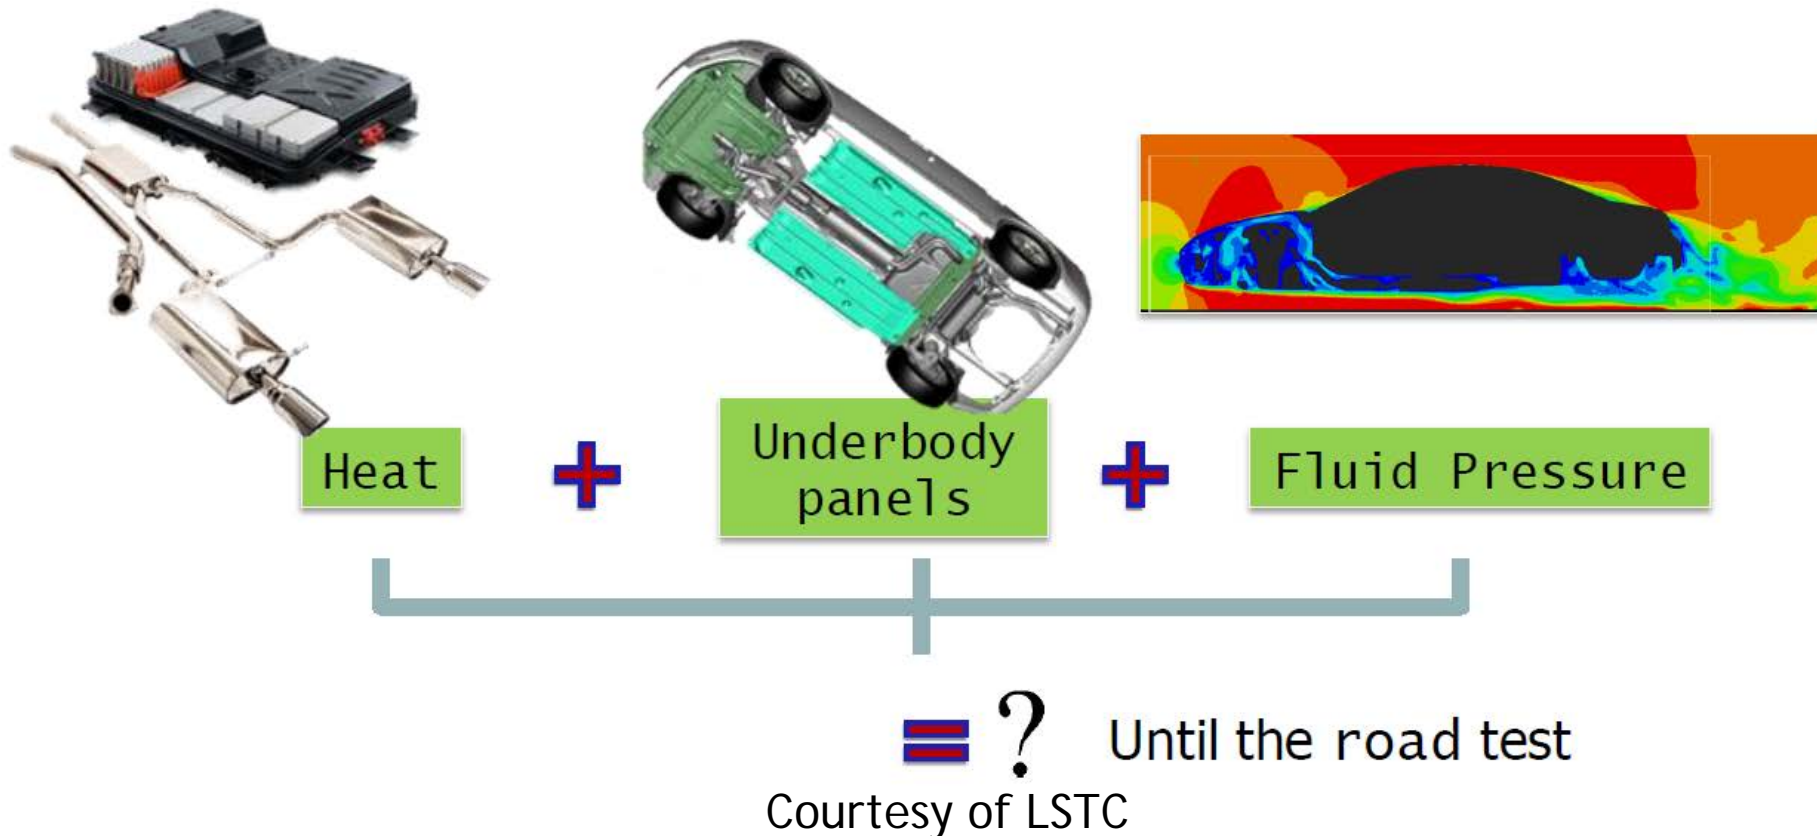 Heat
Underbody
panels
Fluid Pressure
= ? Until the road test
Courtesy of LSTC